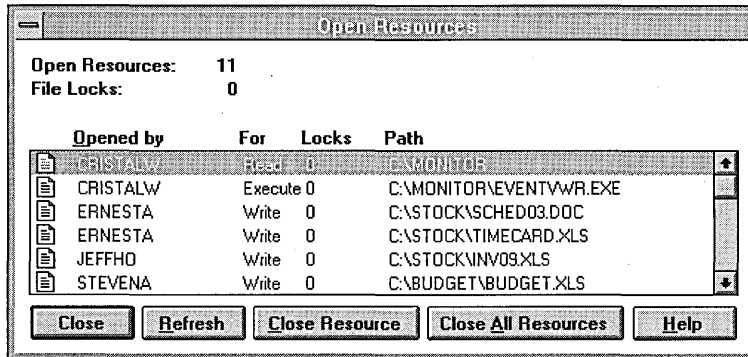 Open Resources
Open Resources: 11
File Locks: 0
Opened by For Locks Path
CRISTALW Read 0 C:\MONITOR
CRISTALW Execute 0 C:\MONITOR\EVENTVWR.EXE
ERNESTA Write 0 C:\STOCK\SCHED03.DOC
ERNESTA Write 0 C:\STOCK\TIMECARD.XLS
JEFFHO Write 0 C:\STOCK\INV09.XLS
STEVENA Write 0 C:\BUDGET\BUDGET.XLS
Close Refresh Close Resource Close All Resources Help